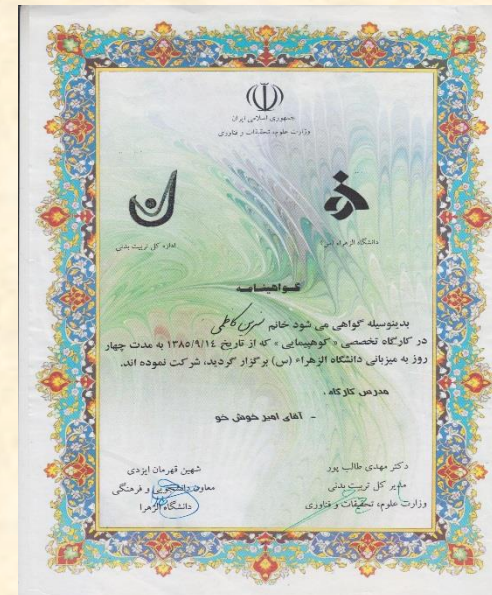 جمهوری اسلامی ایران
وزارت علوم، تحقیقات و فناوری
دانشگاه الزهراء (س)
اداره کل تربیت بدنی
گواهینامه
بدینوسیله گواهی می شود خانم کاظمی
در کارگاه تخصصی « کوهپیمایی » که از تاریخ ۱۳۸۵/۹/۱۴ به مدت چهار
روز به میزبانی دانشگاه الزهراء (س) برگزار گردید، شرکت نموده اند.
مدرس کارگاه :
- آقای امیر خوش خو
دکتر مهدی طالب پور
مدیر کل تربیت بدنی
وزارت علوم، تحقیقات و فناوری
شهین قهرمان ایزدی
معاون دانشجویی و فرهنگی
دانشگاه الزهرا